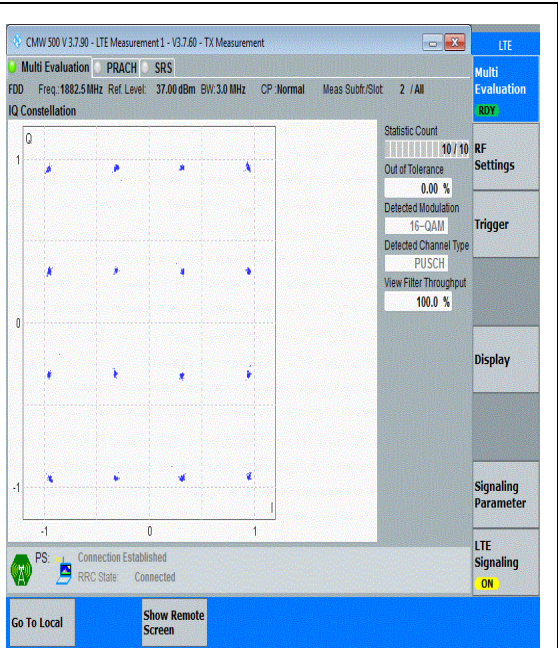 CMW 500 V 3.7.90 - LTE Measurement 1 - V3.7.60 - TX Measurement
LTE
Multi Evaluation PRACH SRS
FDD Freq.:1882.5 MHz Ref. Level: 37.00 dBm BW:3.0 MHz CP :Normal Meas Subfr./Slot: 2 / All
IQ Constellation
Q
1
0
-1
I
-1 0 1
Statistic Count
10 / 10
Out of Tolerance
0.00 %
Detected Modulation
16-QAM
Detected Channel Type
PUSCH
View Filter Throughput
100.0 %
Multi
Evaluation
RDY
RF
Settings
Trigger
Display
Signaling
Parameter
LTE
Signaling
ON
PS: Connection Established
RRC State: Connected
Go To Local
Show Remote
Screen